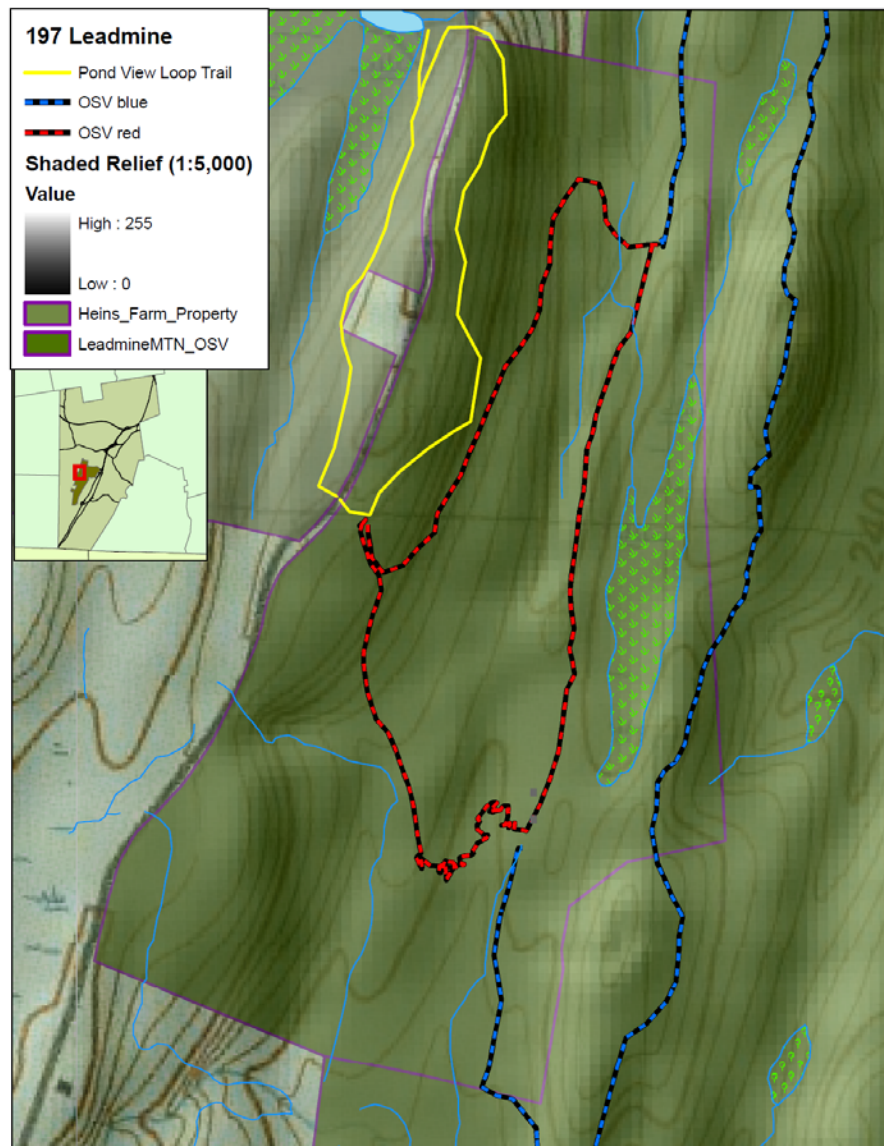 197 Leadmine
Pond View Loop Trail
OSV blue
OSV red
Shaded Relief (1:5,000)
Value
High : 255
Low : 0
Heins_Farm_Property
LeadmineMTN_OSV
240